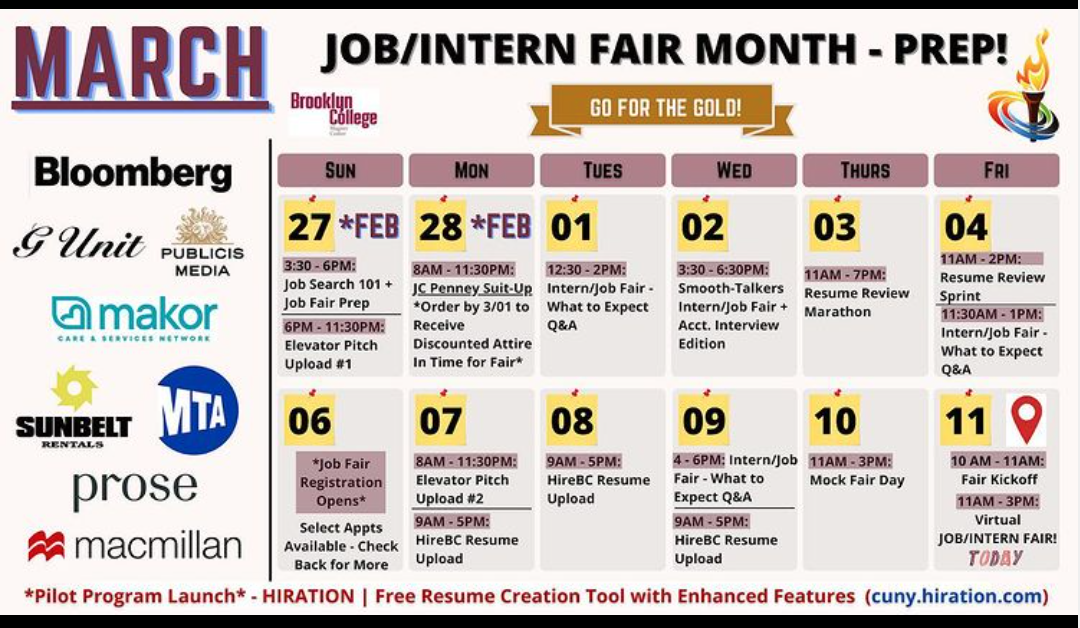 MARCH
JOB/INTERN FAIR MONTH - PREP!
Brooklyn
College
GO FOR THE GOLD!
Bloomberg
G Unit
PUBLICIS
MEDIA
makor
CARE & SERVICES NETWORK
SUNBELT
RENTALS
MTA
prose
macmillan
SUN
MON
TUES
WED
THURS
FRI
27 *FEB
3:30 - 6PM:
Job Search 101 +
Job Fair Prep
6PM - 11:30PM:
Elevator Pitch
Upload #1
28 *FEB
8AM - 11:30PM:
JC Penney Suit-Up
*Order by 3/01 to
Receive
Discounted Attire
In Time for Fair*
01
12:30 - 2PM:
Intern/Job Fair -
What to Expect
Q&A
02
3:30 - 6:30PM:
Smooth-Talkers
Intern/Job Fair +
Acct. Interview
Edition
03
11AM - 7PM:
Resume Review
Marathon
04
11AM - 2PM:
Resume Review
Sprint
11:30AM - 1PM:
Intern/Job Fair -
What to Expect
Q&A
06
*Job Fair
Registration
Opens*
Select Appts
Available - Check
Back for More
07
8AM - 11:30PM:
Elevator Pitch
Upload #2
9AM - 5PM:
HireBC Resume
Upload
08
9AM - 5PM:
HireBC Resume
Upload
09
4 - 6PM: Intern/Job
Fair - What to
Expect Q&A
9AM - 5PM:
HireBC Resume
Upload
10
11AM - 3PM:
Mock Fair Day
11
10 AM - 11AM:
Fair Kickoff
11AM - 3PM:
Virtual
JOB/INTERN FAIR!
TODAY
*Pilot Program Launch* - HIRATION | Free Resume Creation Tool with Enhanced Features (cuny.hiration.com)